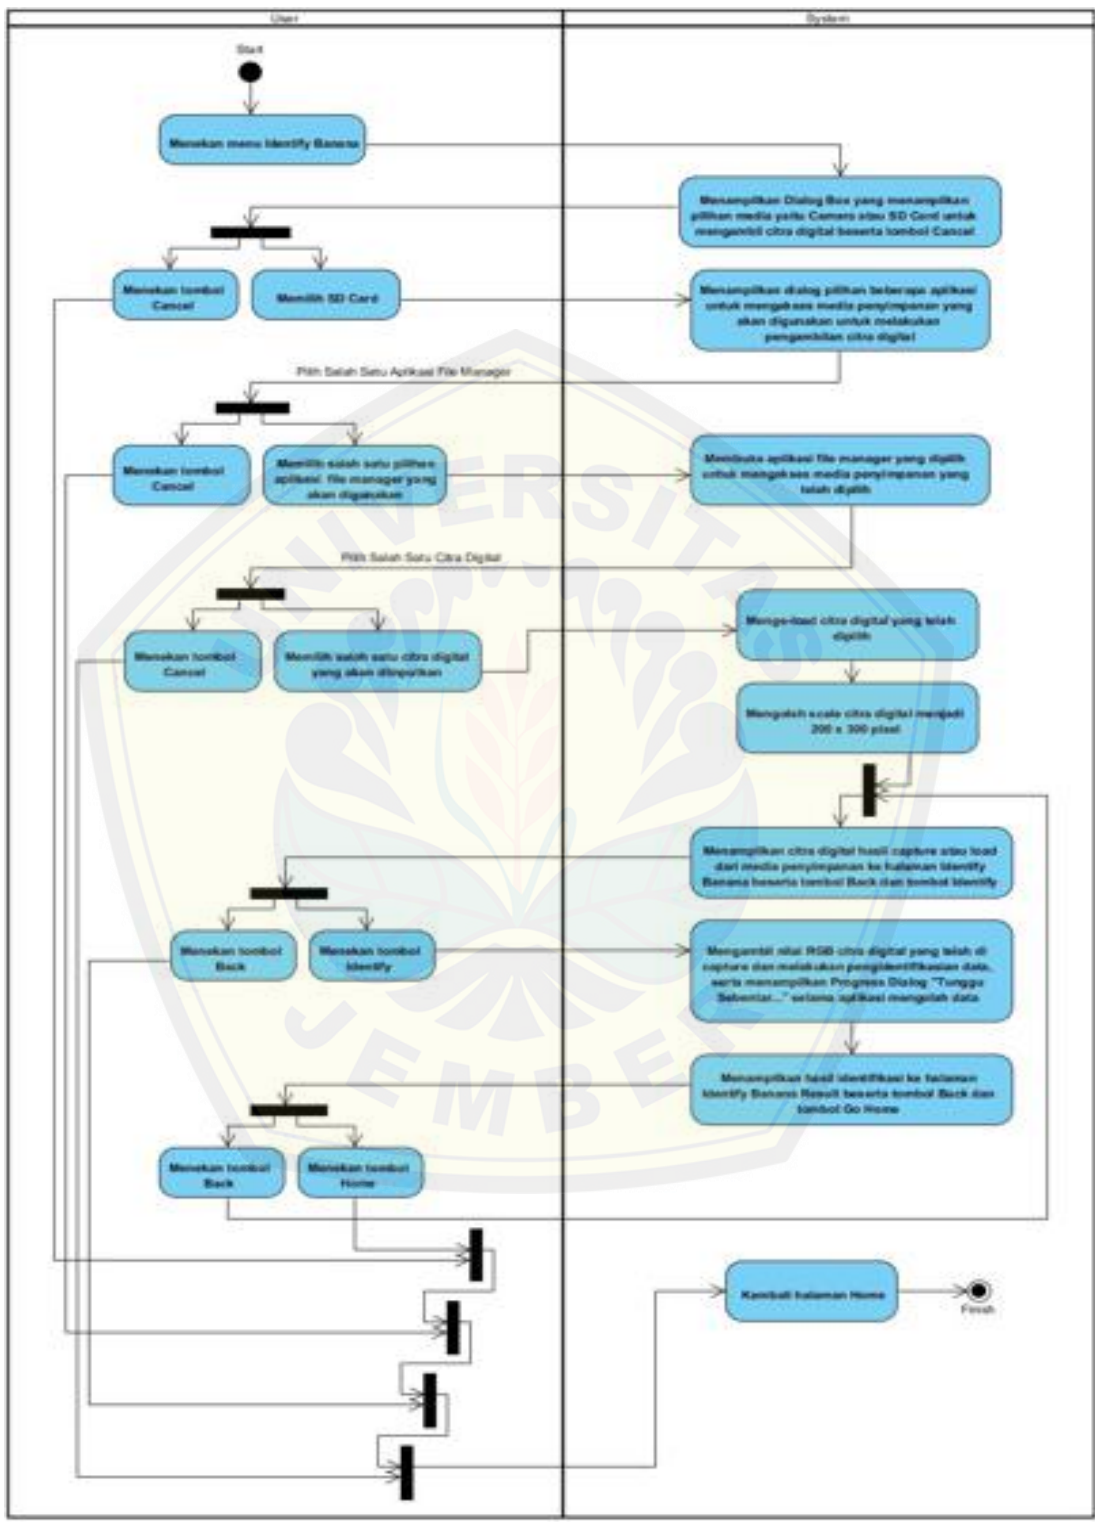 User
System
Start
Menekan menu Identify Banana
Menampilkan Dialog Box yang menampilkan
pilihan media yaitu Camera atau SD Card untuk
mengambil citra digital beserta tombol Cancel
Menekan tombol
Cancel
Memilih SD Card
Menampilkan dialog pilihan beberapa aplikasi
untuk mengakses media penyimpanan yang
akan digunakan untuk melakukan
pengambilan citra digital
Pilih Salah Satu Aplikasi File Manager
Menekan tombol
Cancel
Memilih salah satu pilihan
aplikasi file manager yang
akan digunakan
Membuka aplikasi file manager yang dipilih
untuk mengakses media penyimpanan yang
telah dipilih
Pilih Salah Satu Citra Digital
Menekan tombol
Cancel
Memilih salah satu citra digital
yang akan diinputkan
Menge-load citra digital yang telah
dipilih
Mengolah scale citra digital menjadi
200 x 300 pixel
Menampilkan citra digital hasil capture atau load
dari media penyimpanan ke halaman Identify
Banana beserta tombol Back dan tombol Identify
Menekan tombol
Back
Menekan tombol
Identify
Mengambil nilai RGB citra digital yang telah di
capture dan melakukan pengidentifikasian data,
serta menampilkan Progress Dialog "Tunggu
Sebentar..." selama aplikasi mengolah data
Menampilkan hasil identifikasi ke halaman
Identify Banana Result beserta tombol Back dan
tombol Go Home
Menekan tombol
Back
Menekan tombol
Home
Kembali halaman Home
Finish
UNIVERSITAS
JEMBER